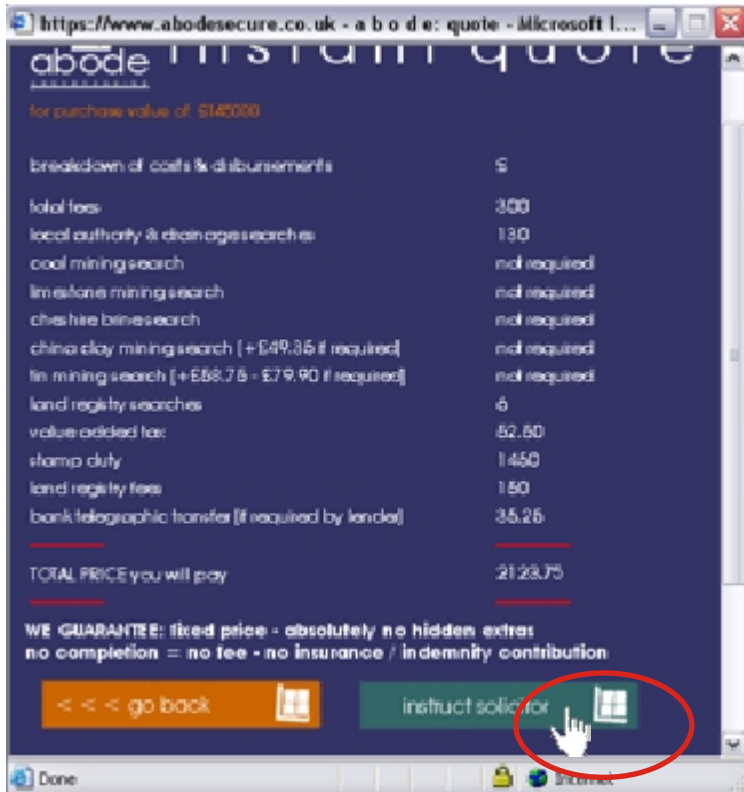 https://www.abodesecure.co.uk - a b o d e: quote - Microsoft I...
abode instant quote
for purchase value of: £145000
breakdown of costs & disbursements £
total fees 300
local authority & drainage searches 130
coal mining search not required
limestone mining search not required
cheshire brine search not required
china clay mining search [+£49.35 if required] not required
tin mining search [+£58.75 - £79.90 if required] not required
land registry searches 6
value added tax 52.50
stamp duty 1450
land registry fees 150
bank telegraphic transfer [if required by lender] 35.25
TOTAL PRICE you will pay 2123.75
WE GUARANTEE: fixed price - absolutely no hidden extras
no completion = no fee - no insurance / indemnity contribution
< < < go back
instruct solicitor
Done
Internet